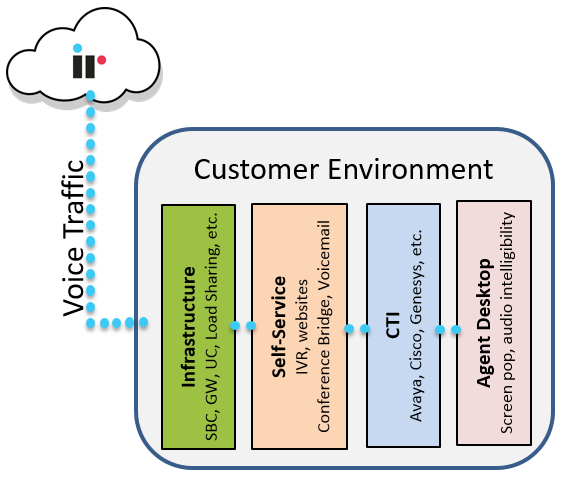 ir
Voice Traffic
Customer Environment
Infrastructure
SBC, GW, UC, Load Sharing, etc.
Self-Service
IVR, websites
Conference Bridge, Voicemail
CTI
Avaya, Cisco, Genesys, etc.
Agent Desktop
Screen pop, audio intelligibility